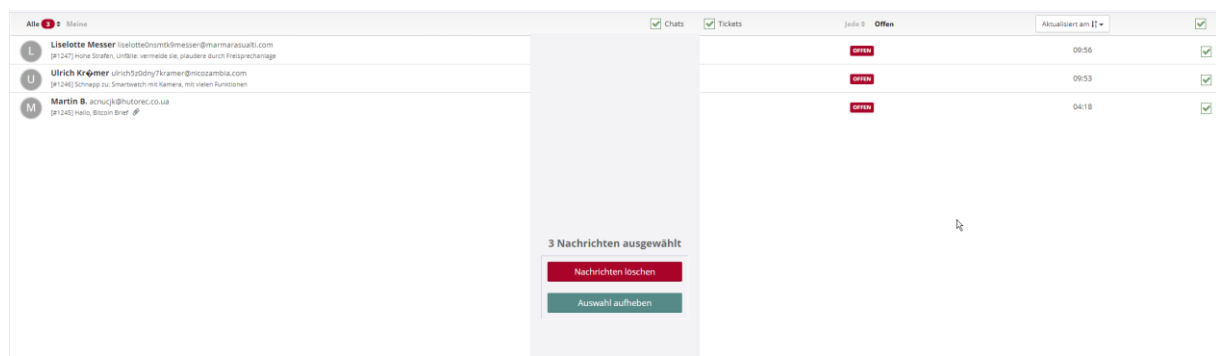 Alle 3 Meine Chats Tickets Jede Offen Aktualisiert am
L Liselotte Messer liselotte0nsmtk9messer@marmarasualti.com OFFEN 09:56
[#1247] Hohe Strafen, Unfälle: vermeide sie, plaudere durch Freisprechanlage
U Ulrich Kr�mer ulrich5z0dny7kramer@nicozambia.com OFFEN 09:53
[#1246] Schnapp zu: Smartwatch mit Kamera, mit vielen Funktionen
M Martin B. acnucjk@hutorec.co.ua OFFEN 04:18
[#1245] Hallo, Bitcoin Brief
3 Nachrichten ausgewählt
Nachrichten löschen
Auswahl aufheben